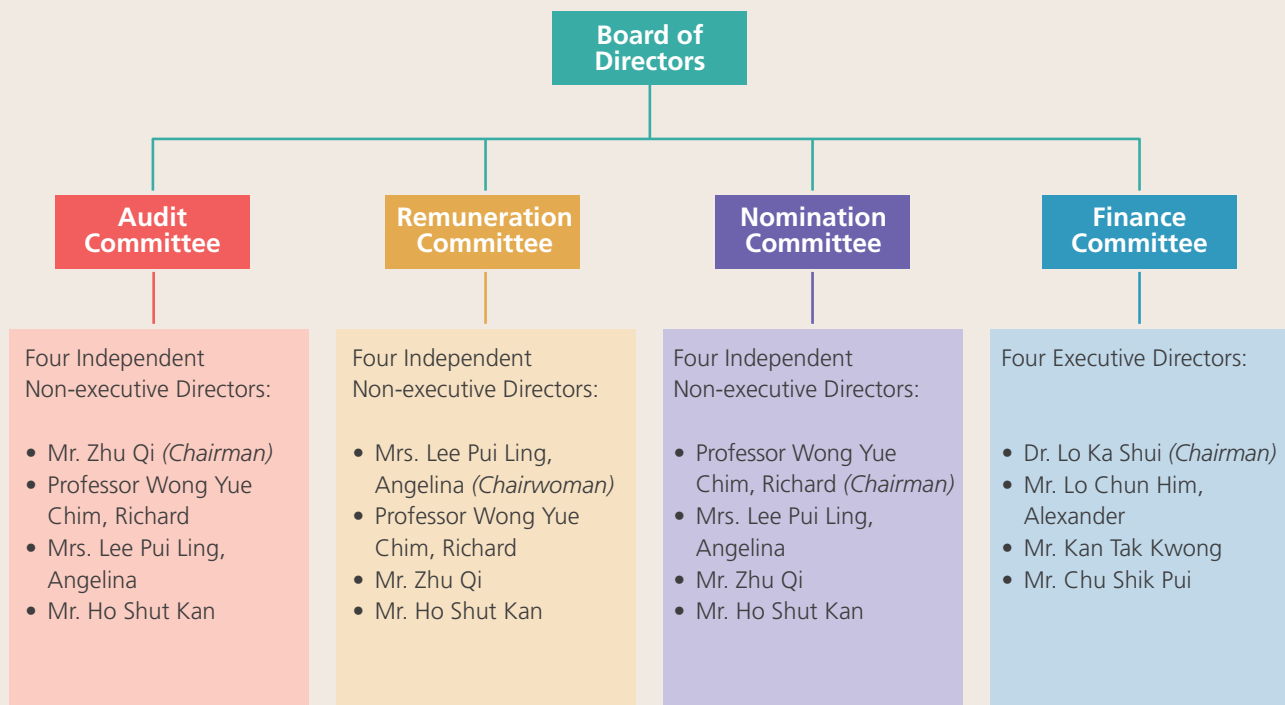 Board of
Directors
Audit
Committee
Remuneration
Committee
Nomination
Committee
Finance
Committee
Four Independent
Non-executive Directors:
• Mr. Zhu Qi (Chairman)
• Professor Wong Yue
Chim, Richard
• Mrs. Lee Pui Ling,
Angelina
• Mr. Ho Shut Kan
Four Independent
Non-executive Directors:
• Mrs. Lee Pui Ling,
Angelina (Chairwoman)
• Professor Wong Yue
Chim, Richard
• Mr. Zhu Qi
• Mr. Ho Shut Kan
Four Independent
Non-executive Directors:
• Professor Wong Yue
Chim, Richard (Chairman)
• Mrs. Lee Pui Ling,
Angelina
• Mr. Zhu Qi
• Mr. Ho Shut Kan
Four Executive Directors:
• Dr. Lo Ka Shui (Chairman)
• Mr. Lo Chun Him,
Alexander
• Mr. Kan Tak Kwong
• Mr. Chu Shik Pui